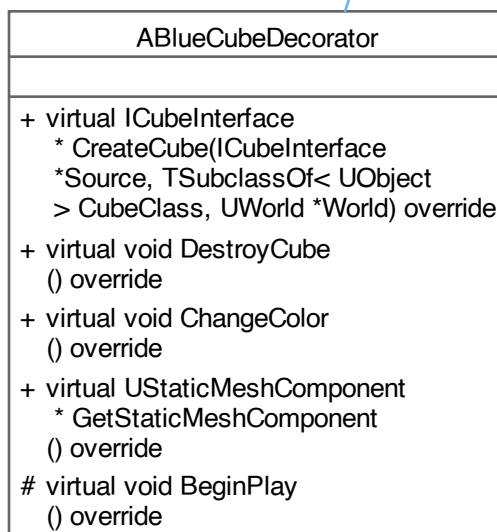 ABlueCubeDecorator
+ virtual ICubeInterface
* CreateCube(ICubeInterface
*Source, TSubclassOf< UObject
> CubeClass, UWorld *World) override
+ virtual void DestroyCube
() override
+ virtual void ChangeColor
() override
+ virtual UStaticMeshComponent
* GetStaticMeshComponent
() override
# virtual void BeginPlay
() override